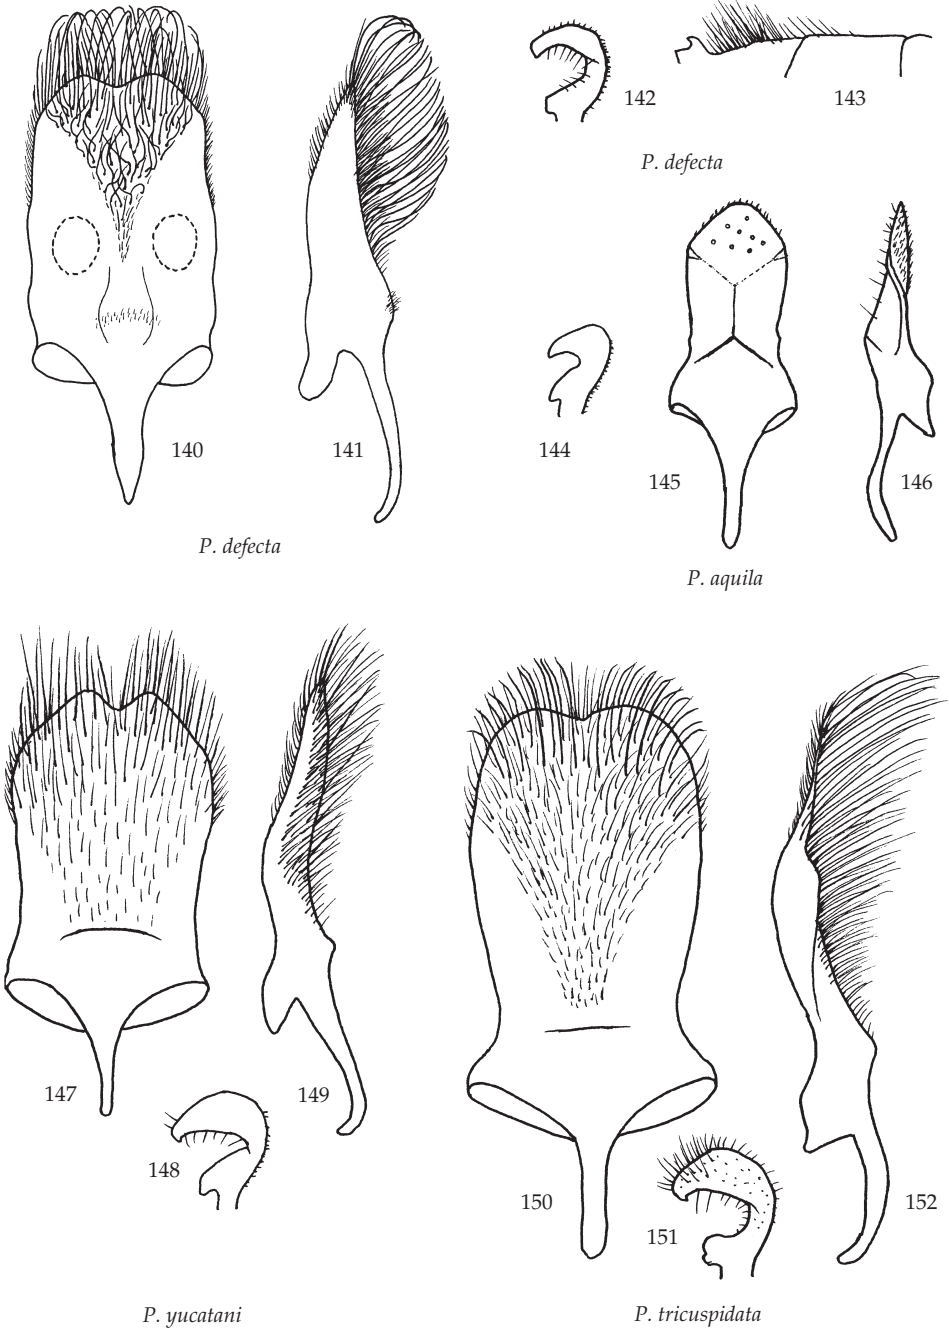 142
143
P. defecta
140
141
144
145
146
P. defecta
P. aquila
147
149
148
150
151
152
P. yucatani
P. tricuspidata